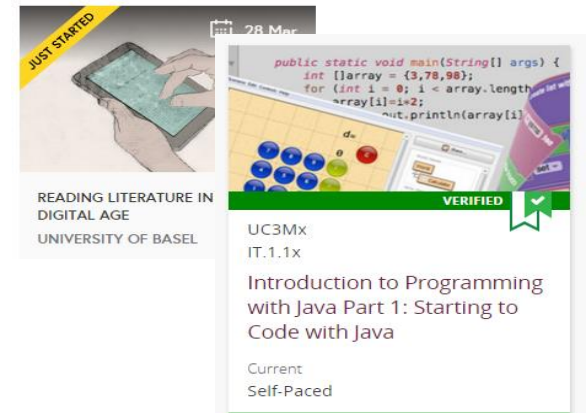 JUST STARTED
28 Mar
READING LITERATURE IN
DIGITAL AGE
UNIVERSITY OF BASEL
public static void main(String[] args) {
int []array = {3,78,98};
for (int i = 0; i < array.length
array[i]=i*2;
out.println(array[i]
VERIFIED
UC3Mx
IT.1.1x
Introduction to Programming
with Java Part 1: Starting to
Code with Java
Current
Self-Paced